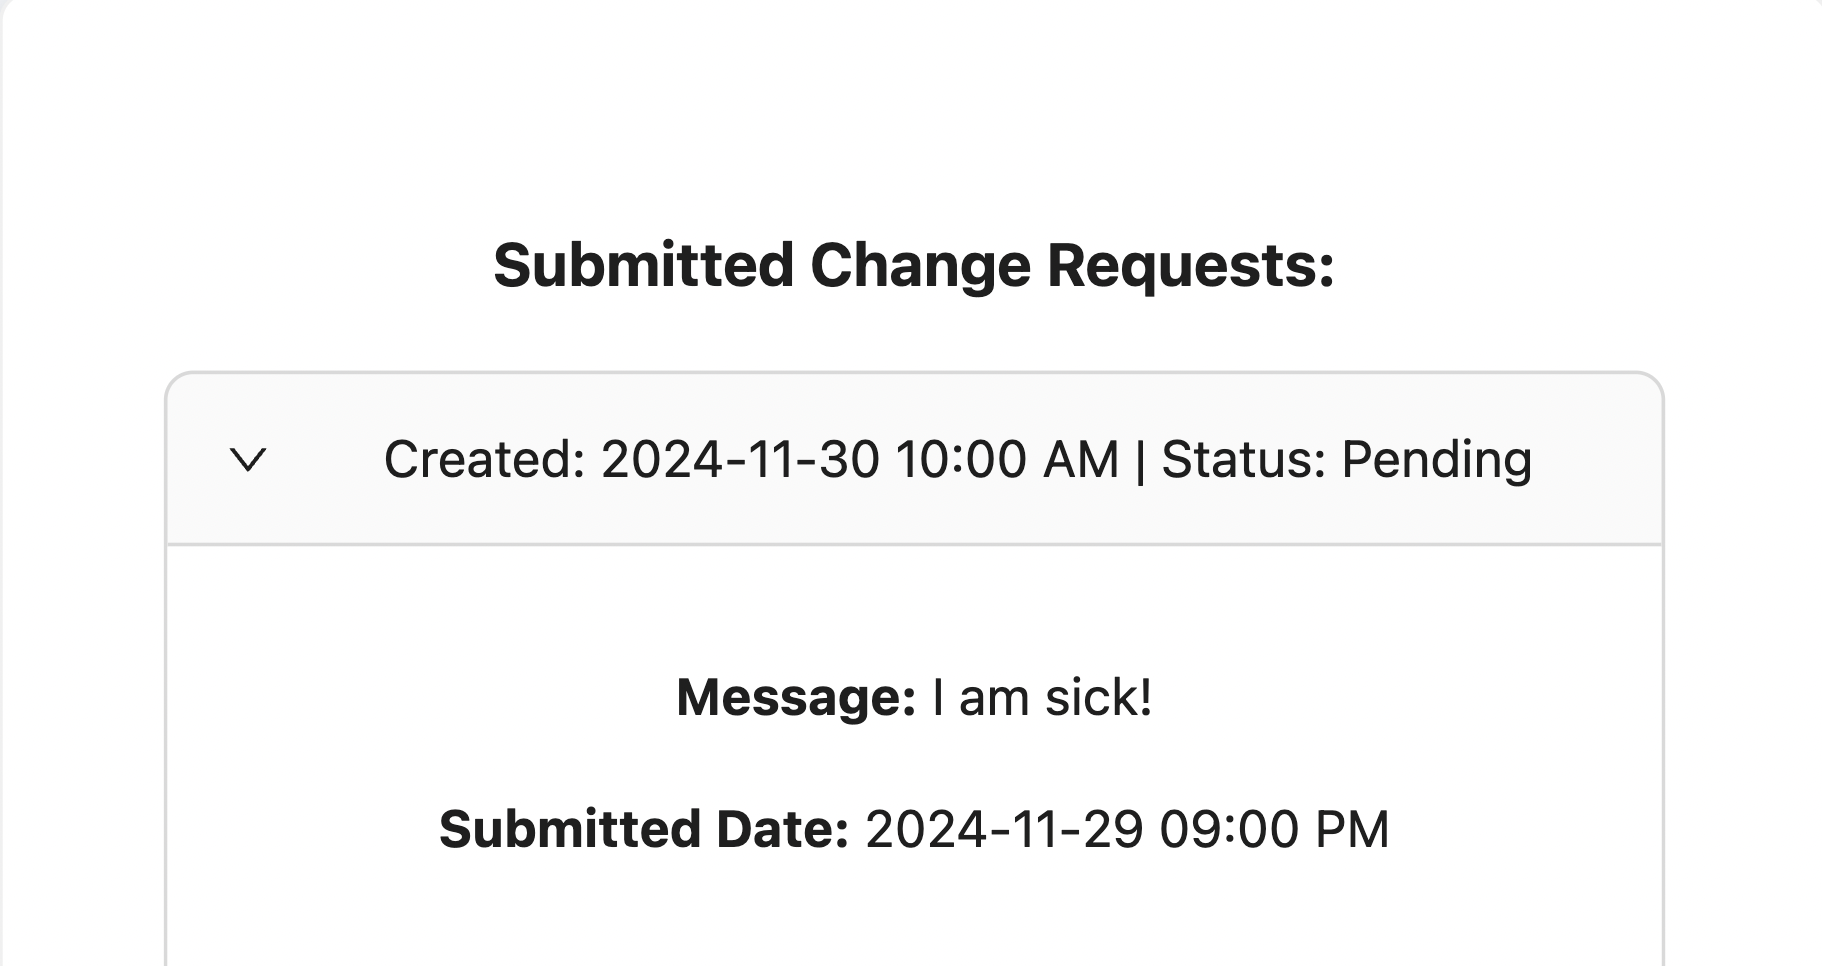 Submitted Change Requests:
Created: 2024-11-30 10:00 AM | Status: Pending
Message: I am sick!
Submitted Date: 2024-11-29 09:00 PM